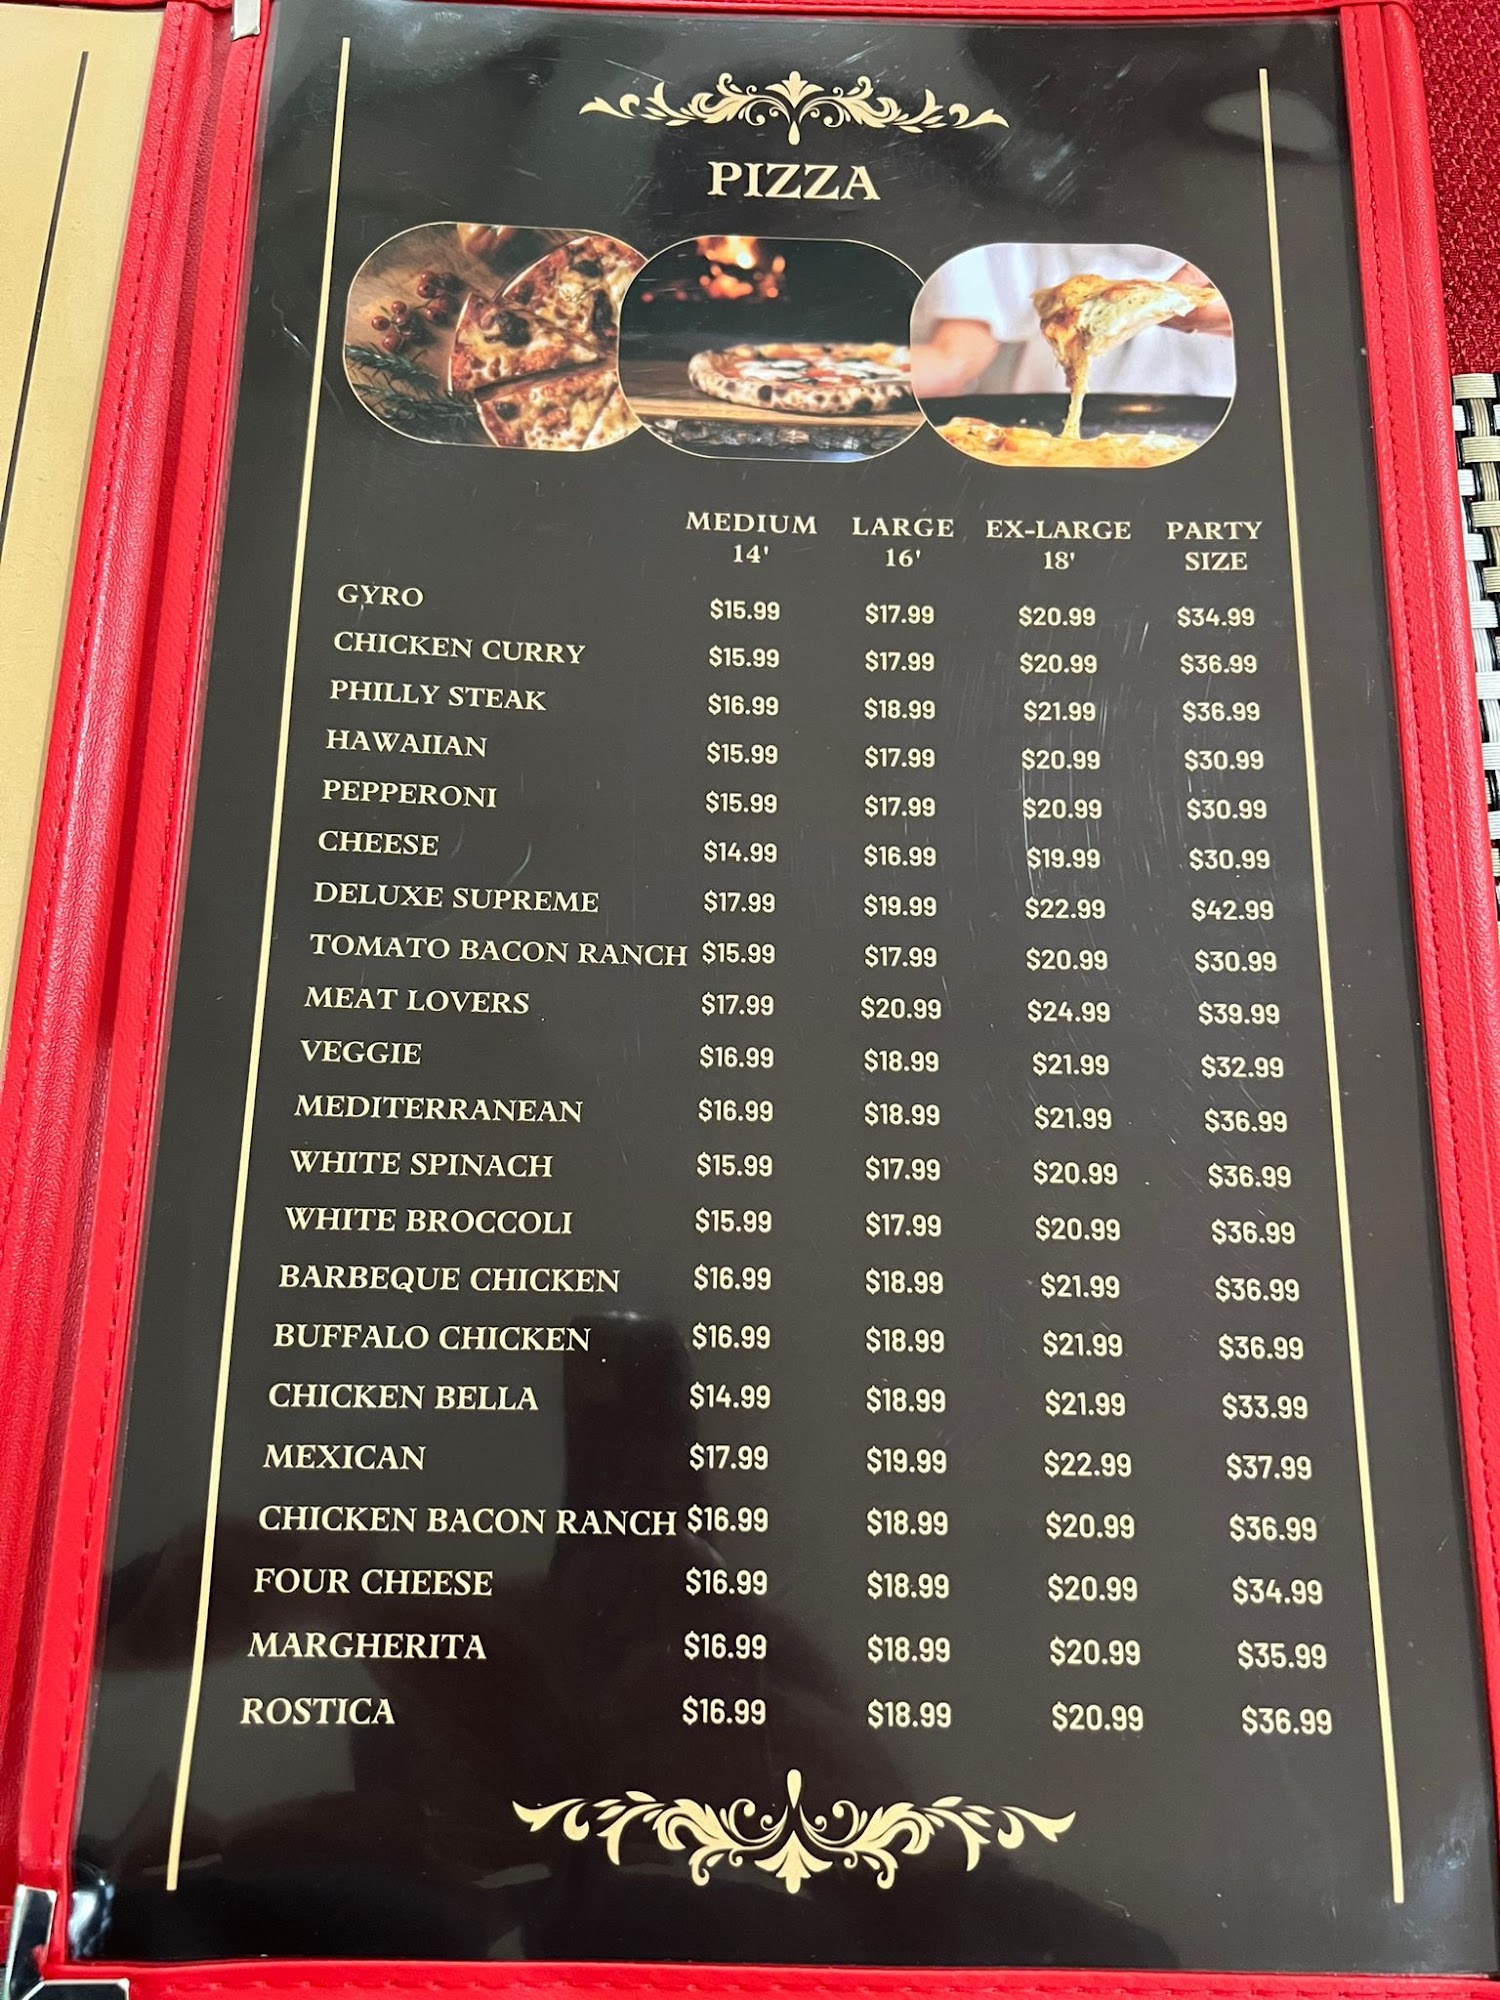 PIZZA
MEDIUM LARGE EX-LARGE PARTY
14' 16' 18' SIZE
GYRO $15.99 $17.99 $20.99 $34.99
CHICKEN CURRY $15.99 $17.99 $20.99 $36.99
PHILLY STEAK $16.99 $18.99 $21.99 $36.99
HAWAIIAN $15.99 $17.99 $20.99 $30.99
PEPPERONI $15.99 $17.99 $20.99 $30.99
CHEESE $14.99 $16.99 $19.99 $30.99
DELUXE SUPREME $17.99 $19.99 $22.99 $42.99
TOMATO BACON RANCH $15.99 $17.99 $20.99 $30.99
MEAT LOVERS $17.99 $20.99 $24.99 $39.99
VEGGIE $16.99 $18.99 $21.99 $32.99
MEDITERRANEAN $16.99 $18.99 $21.99 $36.99
WHITE SPINACH $15.99 $17.99 $20.99 $36.99
WHITE BROCCOLI $15.99 $17.99 $20.99 $36.99
BARBEQUE CHICKEN $16.99 $18.99 $21.99 $36.99
BUFFALO CHICKEN $16.99 $18.99 $21.99 $36.99
CHICKEN BELLA $14.99 $18.99 $21.99 $33.99
MEXICAN $17.99 $19.99 $22.99 $37.99
CHICKEN BACON RANCH $16.99 $18.99 $20.99 $36.99
FOUR CHEESE $16.99 $18.99 $20.99 $34.99
MARGHERITA $16.99 $18.99 $20.99 $35.99
ROSTICA $16.99 $18.99 $20.99 $36.99